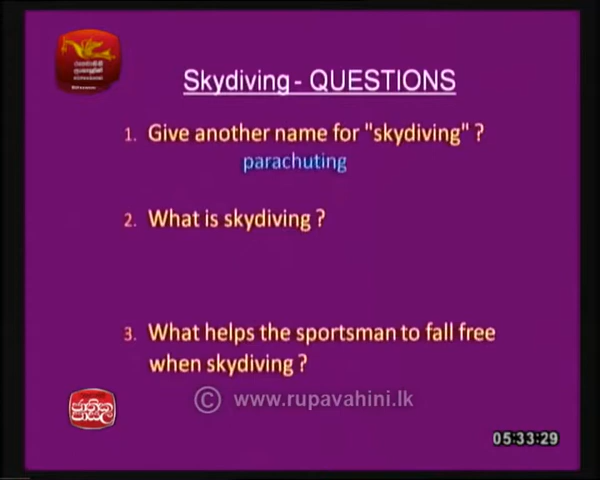 Skydiving - QUESTIONS
1. Give another name for "skydiving" ?
parachuting
2. What is skydiving ?
3. What helps the sportsman to fall free
when skydiving ?
ජාතික
පාසල
© www.rupavahini.lk
05:33:29